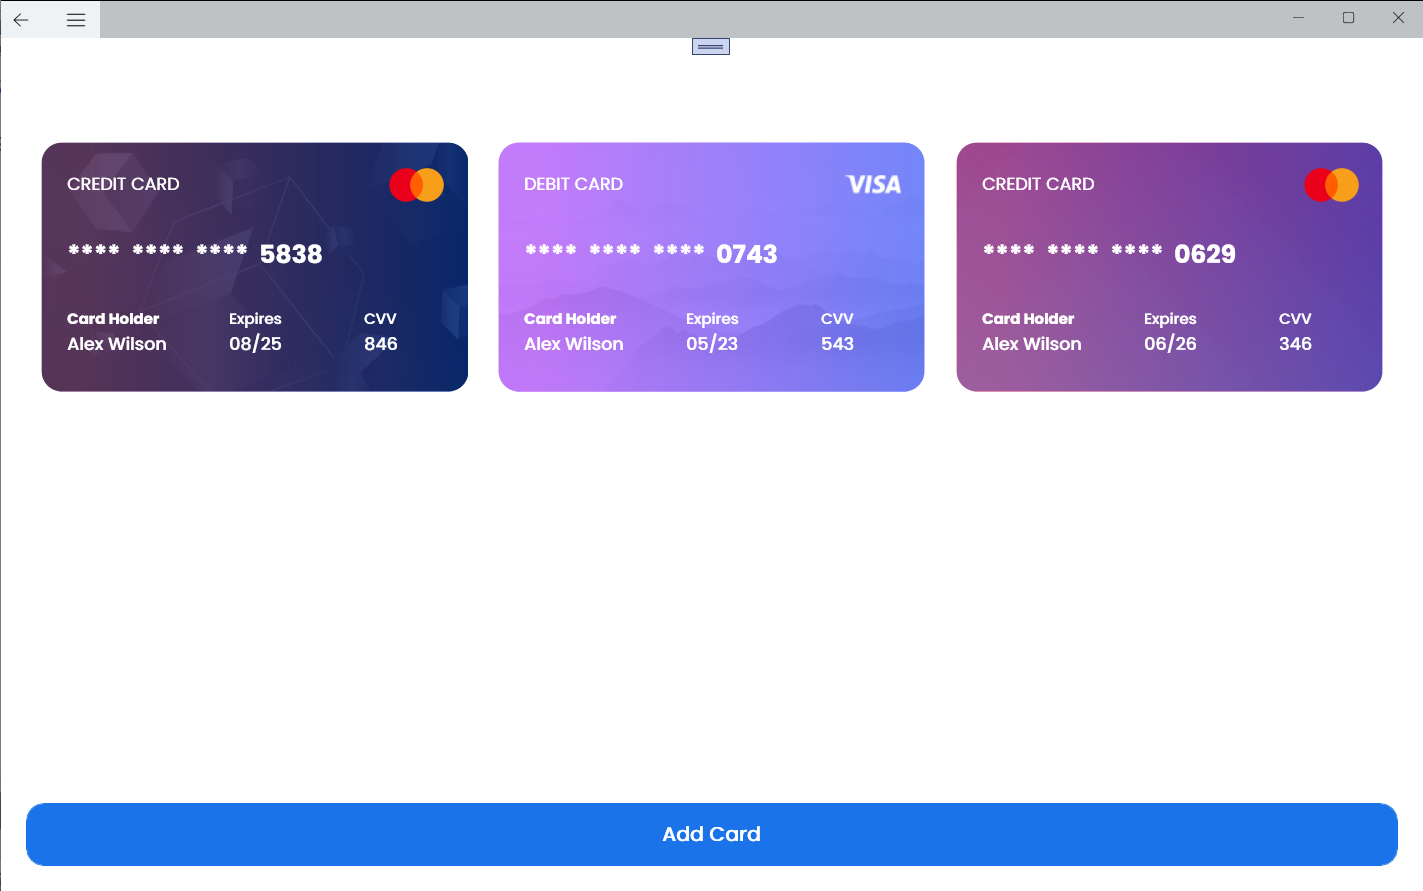 CREDIT CARD
**** **** **** 5838
Card Holder Expires CVV
Alex Wilson 08/25 846
DEBIT CARD VISA
**** **** **** 0743
Card Holder Expires CVV
Alex Wilson 05/23 543
CREDIT CARD
**** **** **** 0629
Card Holder Expires CVV
Alex Wilson 06/26 346
Add Card